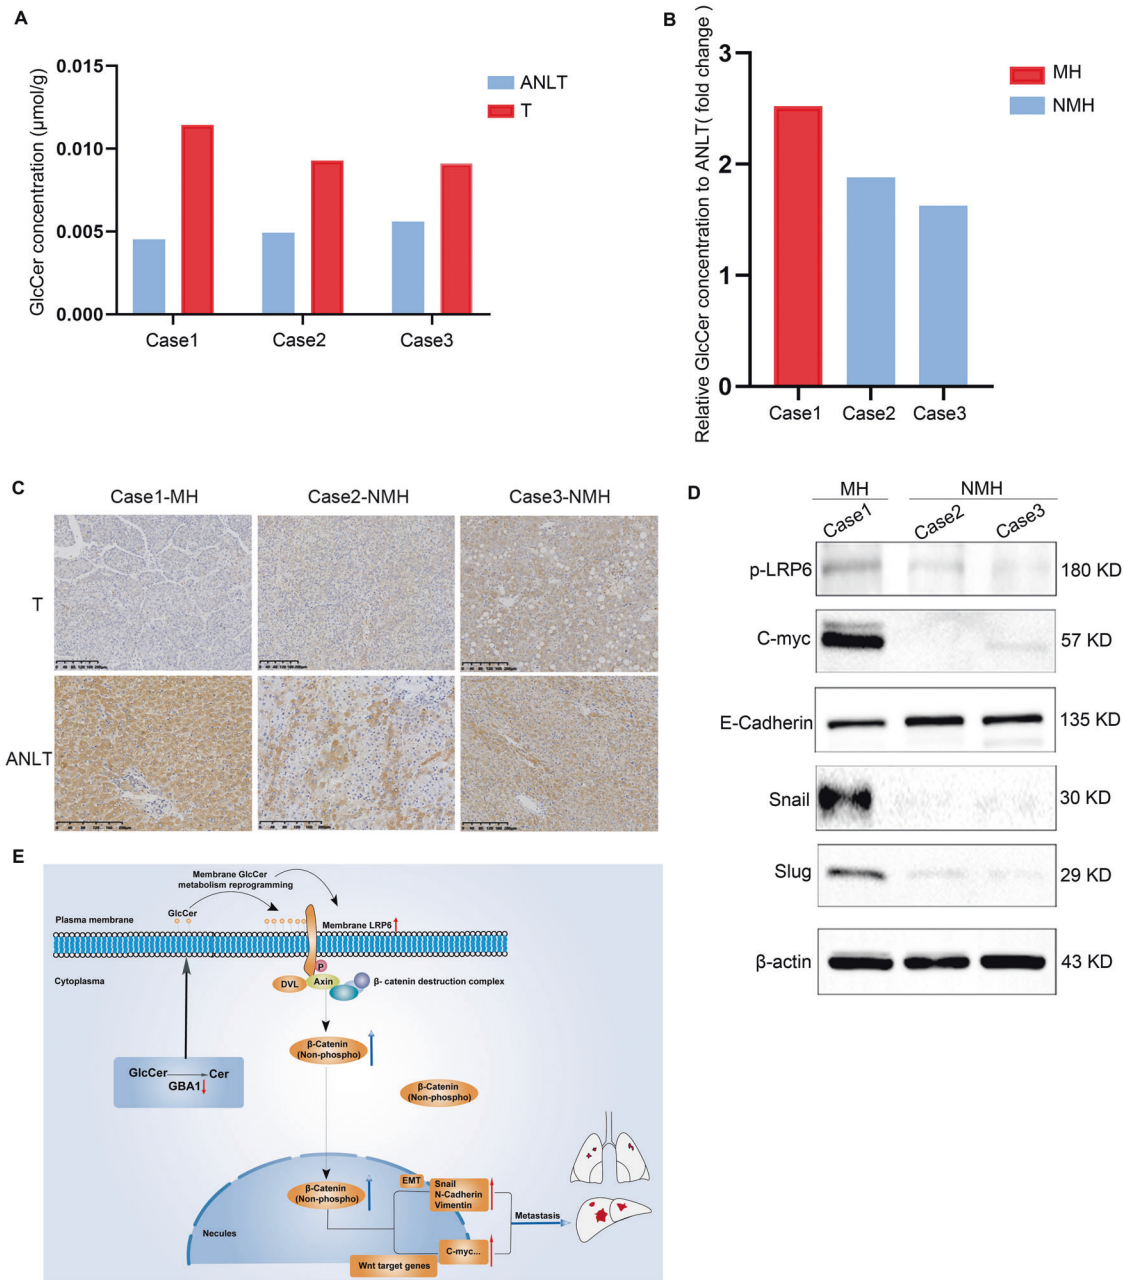 A
GlcCer concentration (μmol/g)
0.015
0.010
0.005
0.000
Case1
Case2
Case3
ANLT
T
B
Relative GlcCer concentration to ANLT( fold change )
3
2
1
0
Case1
Case2
Case3
MH
NMH
C
Case1-MH
Case2-NMH
Case3-NMH
T
ANLT
D
MH
NMH
Case1
Case2
Case3
p-LRP6
180 KD
C-myc
57 KD
E-Cadherin
135 KD
Snail
30 KD
Slug
29 KD
β-actin
43 KD
E
Membrane GlcCer
metabolism reprogramming
GlcCer
Plasma membrane
Membrane LRP6
Cytoplasma
P
DVL
Axin
β- catenin destruction complex
β-Catenin
(Non-phospho)
GlcCer
Cer
GBA1
β-Catenin
(Non-phospho)
β-Catenin
(Non-phospho)
EMT
Snail
N-Cadherin
Vimentin
Metastasis
Necules
C-myc...
Wnt target genes